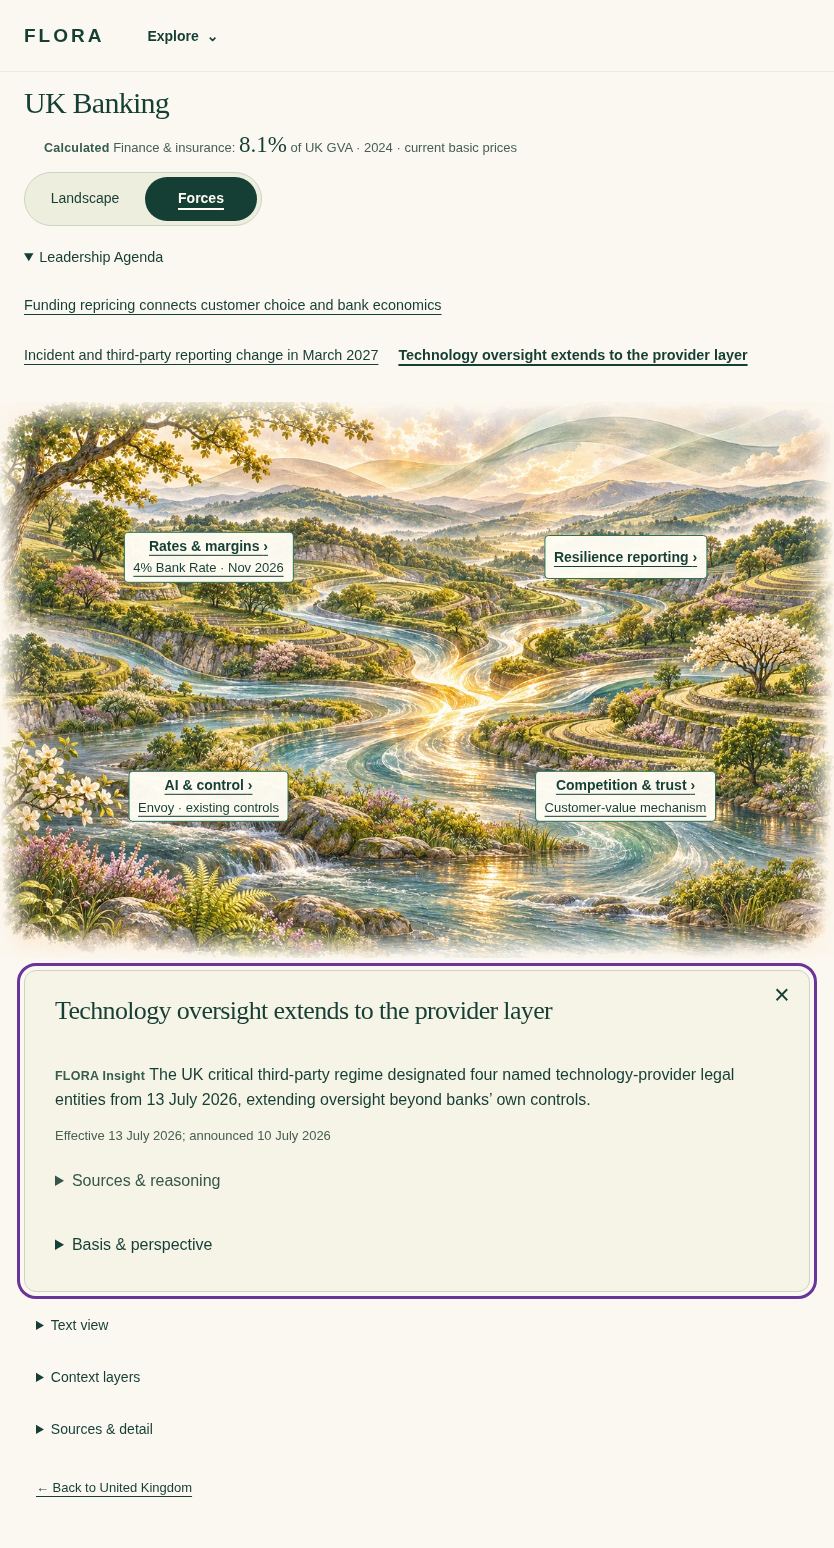 FLORA
Explore ⌄
UK Banking
Calculated Finance & insurance: 8.1% of UK GVA · 2024 · current basic prices
Landscape
Forces
▼ Leadership Agenda
Funding repricing connects customer choice and bank economics
Incident and third-party reporting change in March 2027
Technology oversight extends to the provider layer
Rates & margins ›
4% Bank Rate · Nov 2026
Resilience reporting ›
AI & control ›
Envoy · existing controls
Competition & trust ›
Customer-value mechanism
✕
Technology oversight extends to the provider layer
FLORA Insight The UK critical third-party regime designated four named technology-provider legal
entities from 13 July 2026, extending oversight beyond banks’ own controls.
Effective 13 July 2026; announced 10 July 2026
▶ Sources & reasoning
▶ Basis & perspective
▶ Text view
▶ Context layers
▶ Sources & detail
← Back to United Kingdom